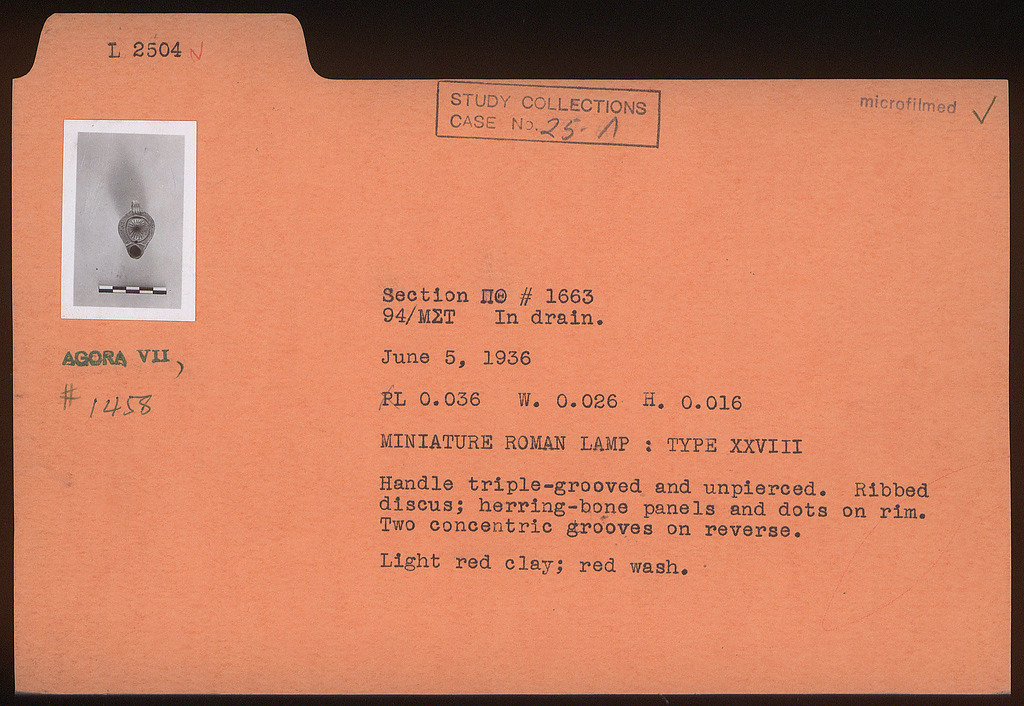 L 2504
STUDY COLLECTIONS
CASE No. 25-Λ
microfilmed ✓
Section ΠΘ # 1663
94/ΜΣΤ In drain.
June 5, 1936
AGORA VII,
# 1458
PL 0.036 W. 0.026 H. 0.016
MINIATURE ROMAN LAMP : TYPE XXVIII
Handle triple-grooved and unpierced. Ribbed
discus; herring-bone panels and dots on rim.
Two concentric grooves on reverse.
Light red clay; red wash.